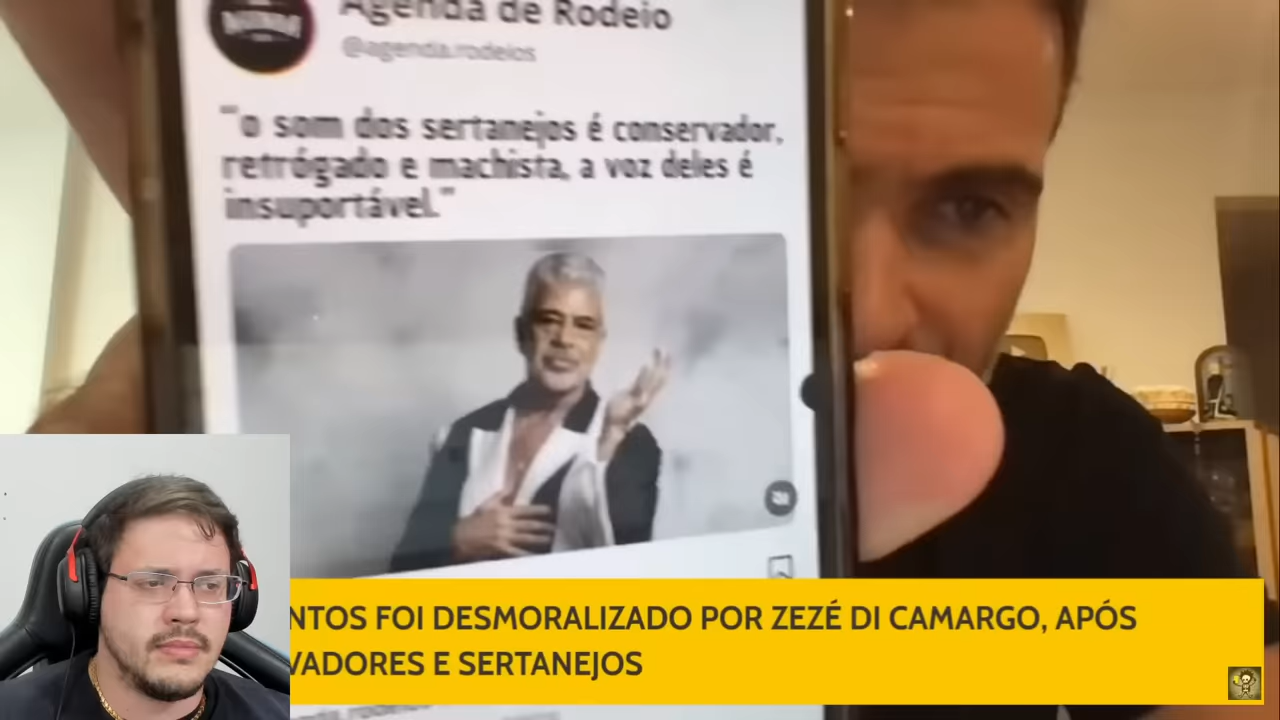 Agenda de Rodeio
@agenda.rodeios
"o som dos sertanejos é conservador,
retrógado e machista, a voz deles é
insuportável."
NTOS FOI DESMORALIZADO POR ZEZÉ DI CAMARGO, APÓS
VADORES E SERTANEJOS